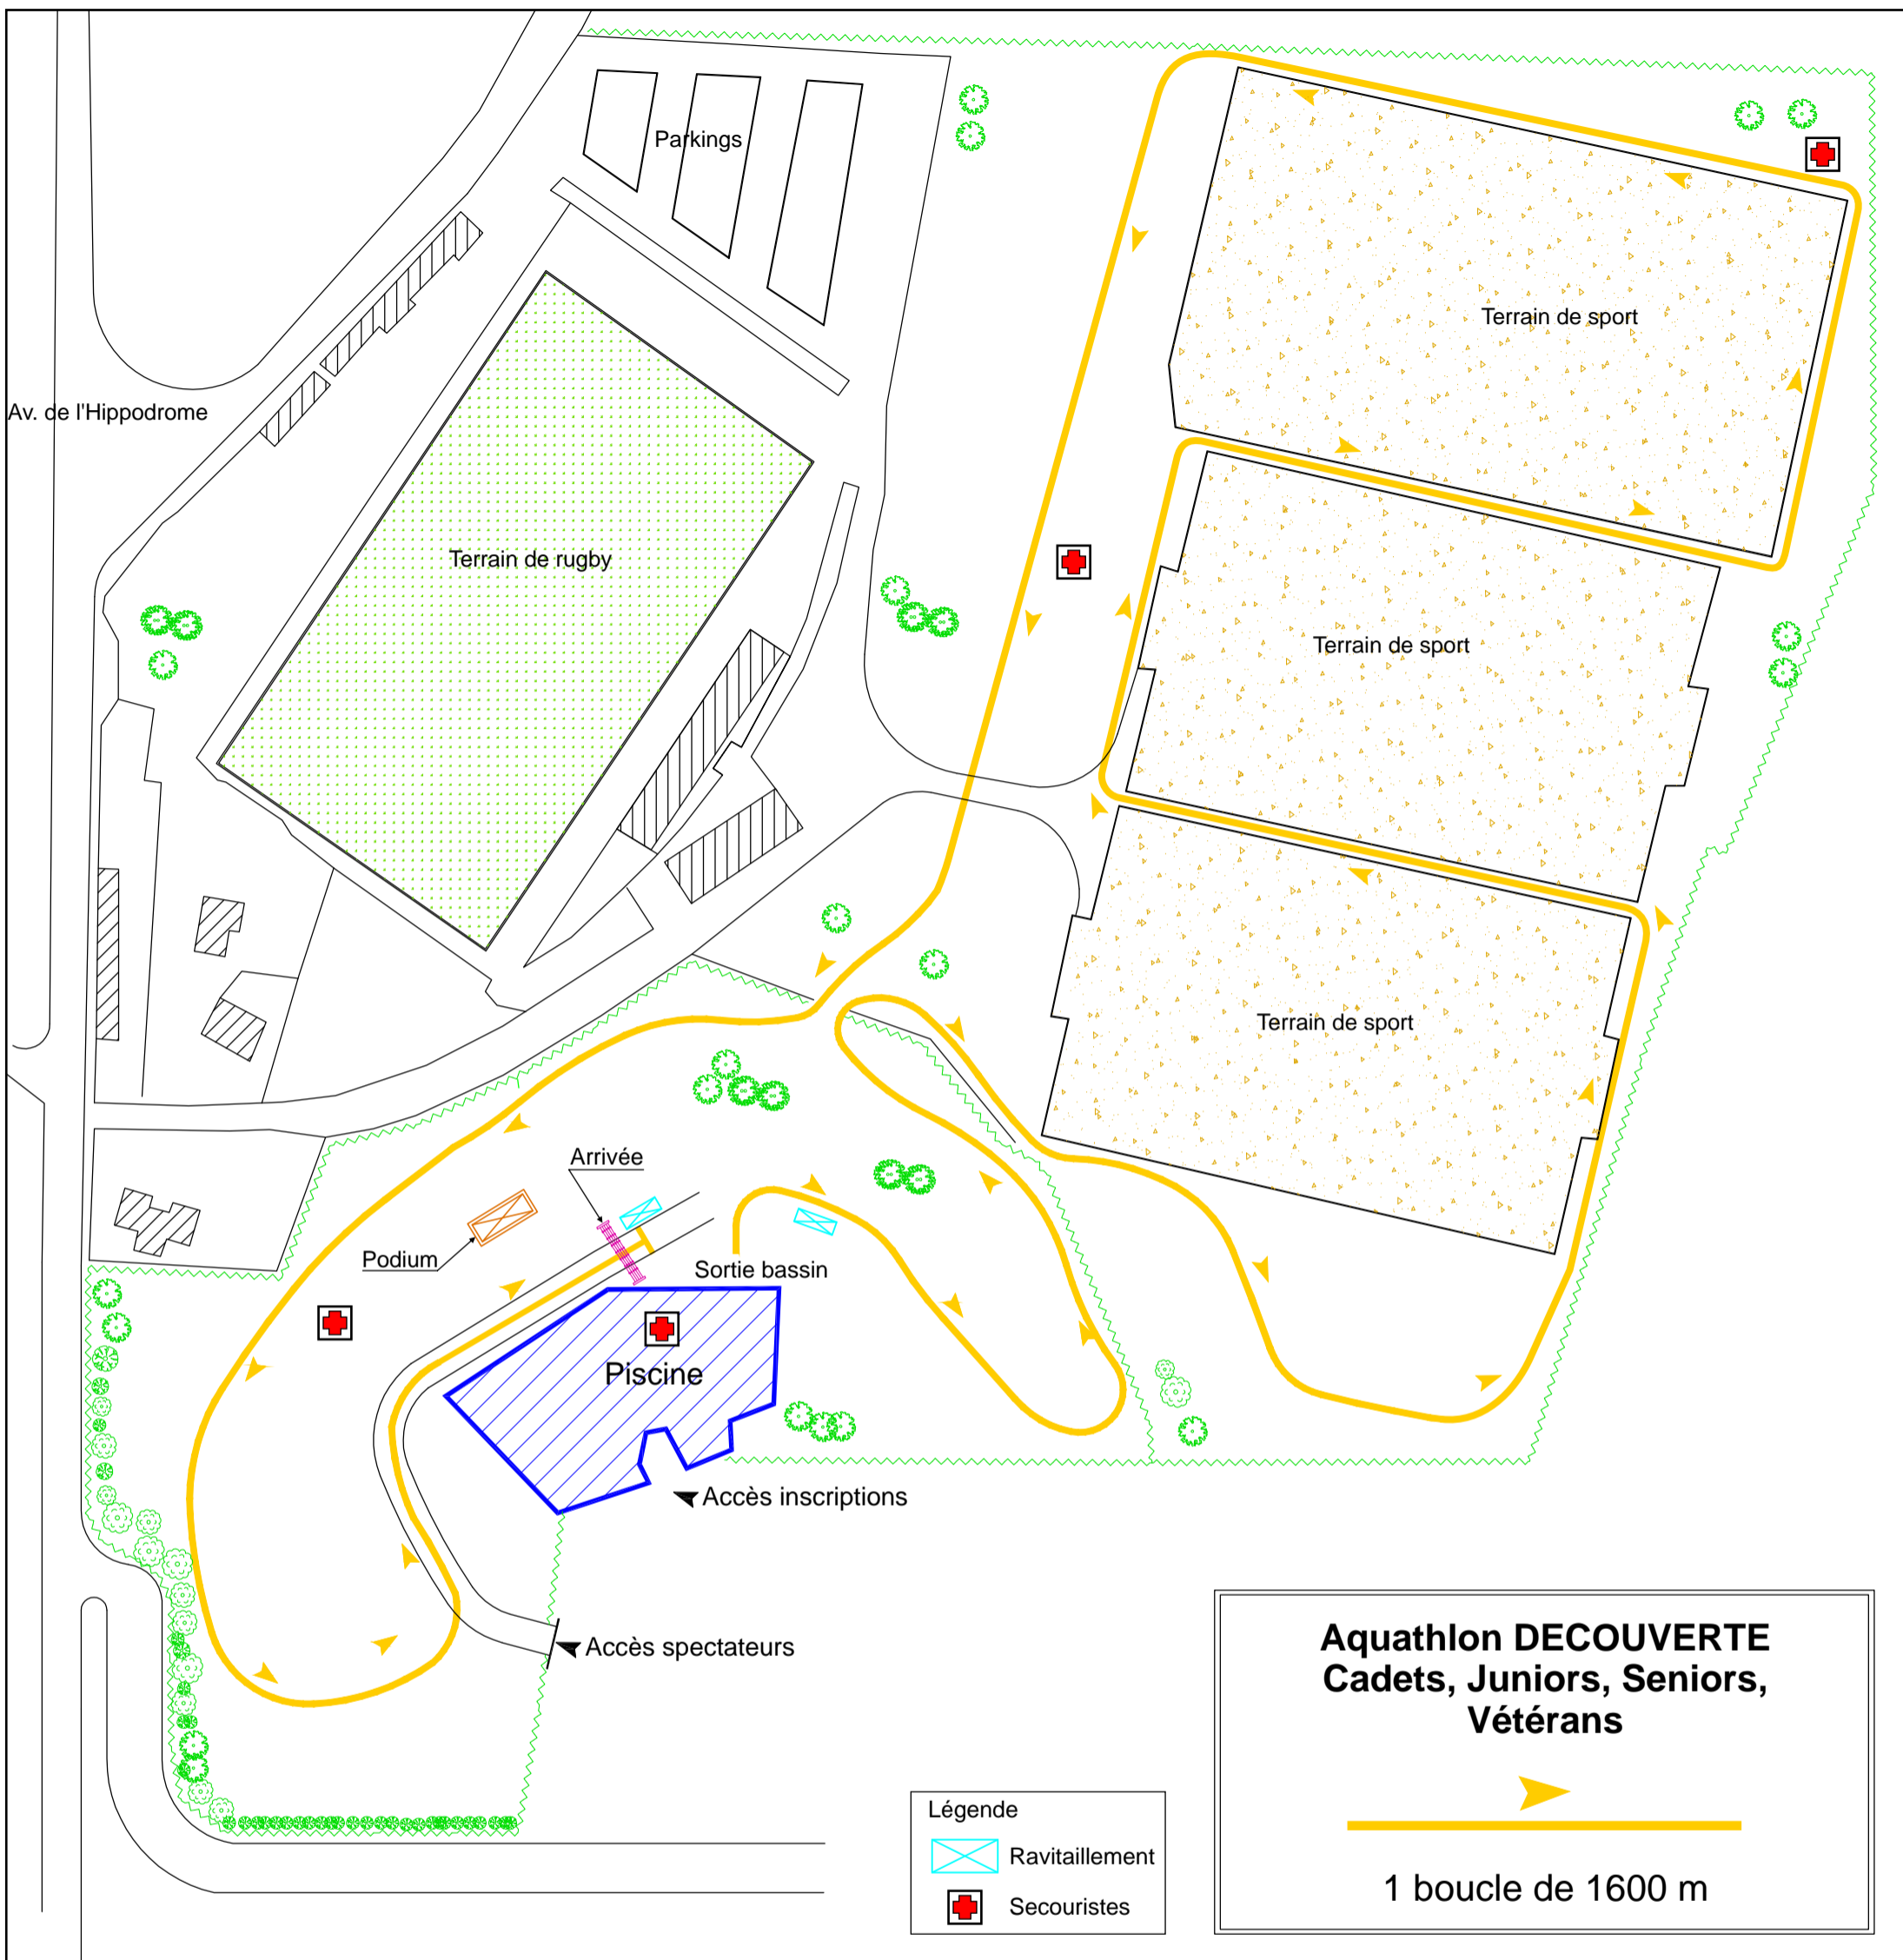 Parkings
Terrain de sport
Av. de l'Hippodrome
Terrain de rugby
Terrain de sport
Terrain de sport
Arrivée
Podium
Sortie bassin
Piscine
Accès inscriptions
Accès spectateurs
Aquathlon DECOUVERTE
Cadets, Juniors, Seniors,
Vétérans
1 boucle de 1600 m
Légende
Ravitaillement
Secouristes